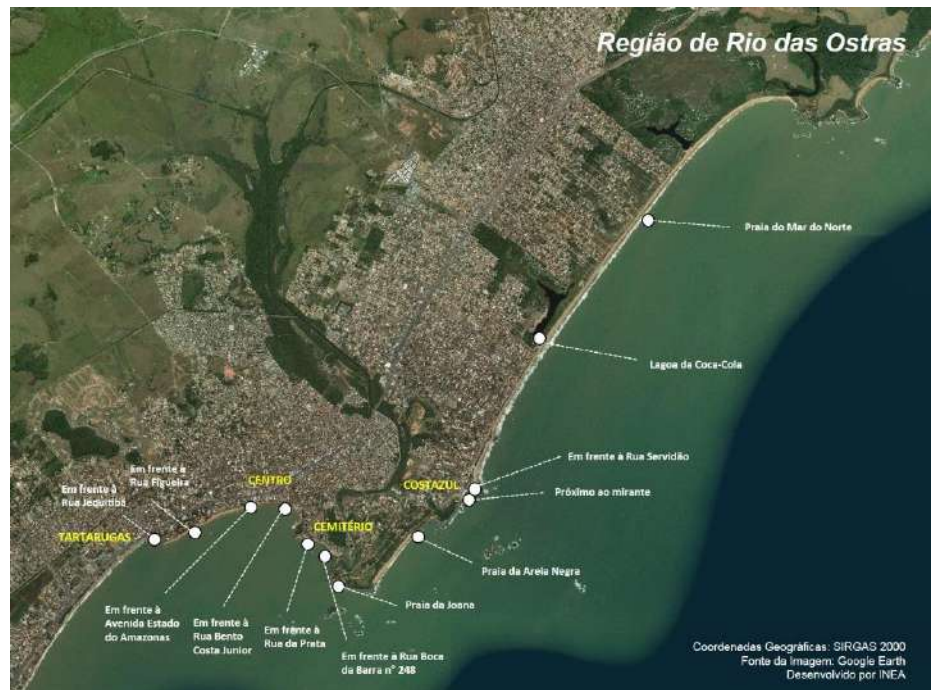 Região de Rio das Ostras
Praia do Mar do Norte
Lagoa da Coca-Cola
Em frente à Rua Servidão
Próximo ao mirante
COSTAZUL
Em frente à
Rua Figueira
CENTRO
Em frente à
Rua Jequitibá
TARTARUGAS
CEMITÉRIO
Praia da Areia Negra
Praia da Joana
Em frente à
Avenida Estado
do Amazonas
Em frente à
Rua Bento
Costa Junior
Em frente à
Rua da Prata
Em frente à Rua Boca
da Barra n° 248
Coordenadas Geográficas: SIRGAS 2000
Fonte da Imagem: Google Earth
Desenvolvido por INEA